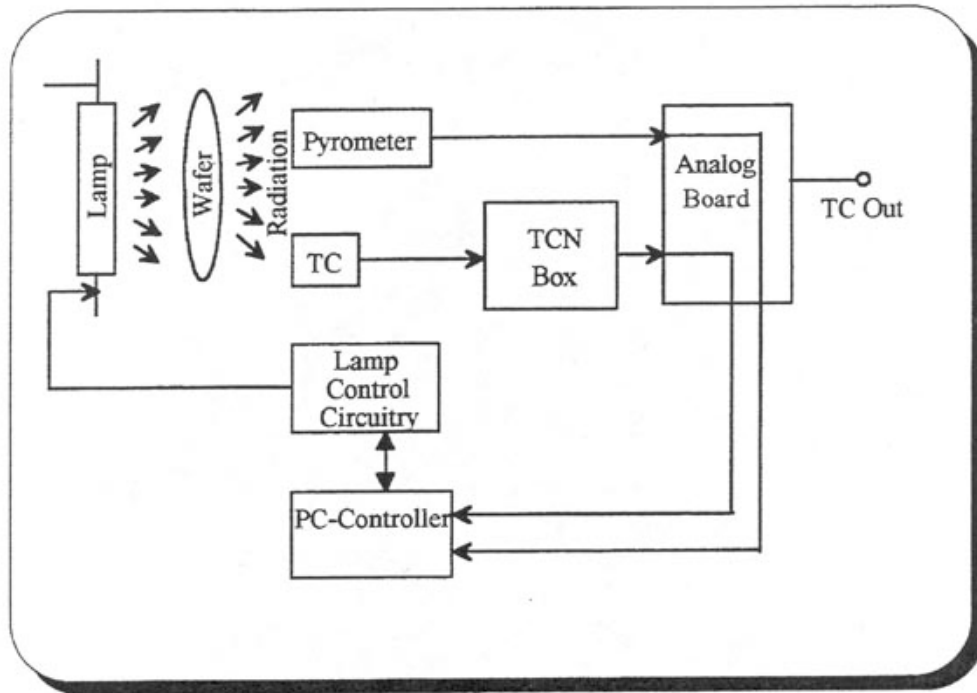 Lamp
Wafer
Radiation
Pyrometer
TC
TCN
Box
Analog
Board
TC Out
Lamp
Control
Circuitry
PC-Controller